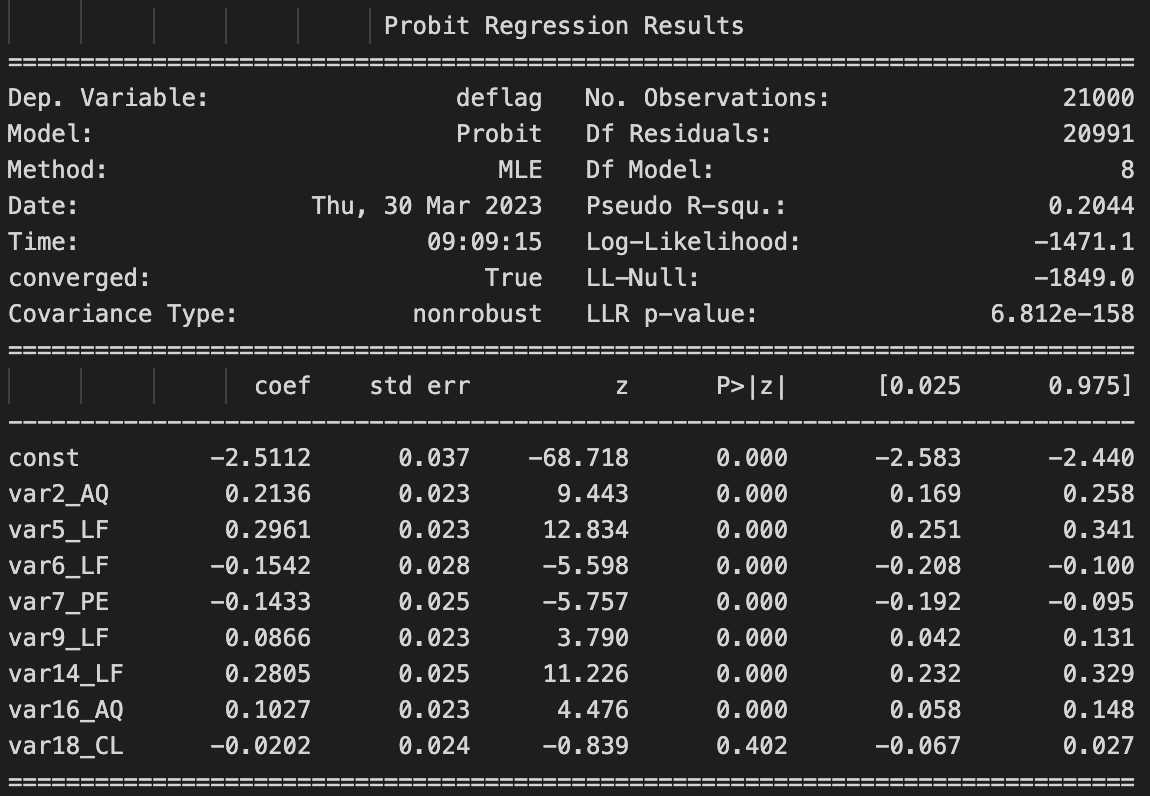 Probit Regression Results
==============================================================================
Dep. Variable: deflag No. Observations: 21000
Model: Probit Df Residuals: 20991
Method: MLE Df Model: 8
Date: Thu, 30 Mar 2023 Pseudo R-squ.: 0.2044
Time: 09:09:15 Log-Likelihood: -1471.1
converged: True LL-Null: -1849.0
Covariance Type: nonrobust LLR p-value: 6.812e-158
==============================================================================
coef std err z P>|z| [0.025 0.975]
------------------------------------------------------------------------------
const -2.5112 0.037 -68.718 0.000 -2.583 -2.440
var2_AQ 0.2136 0.023 9.443 0.000 0.169 0.258
var5_LF 0.2961 0.023 12.834 0.000 0.251 0.341
var6_LF -0.1542 0.028 -5.598 0.000 -0.208 -0.100
var7_PE -0.1433 0.025 -5.757 0.000 -0.192 -0.095
var9_LF 0.0866 0.023 3.790 0.000 0.042 0.131
var14_LF 0.2805 0.025 11.226 0.000 0.232 0.329
var16_AQ 0.1027 0.023 4.476 0.000 0.058 0.148
var18_CL -0.0202 0.024 -0.839 0.402 -0.067 0.027
==============================================================================